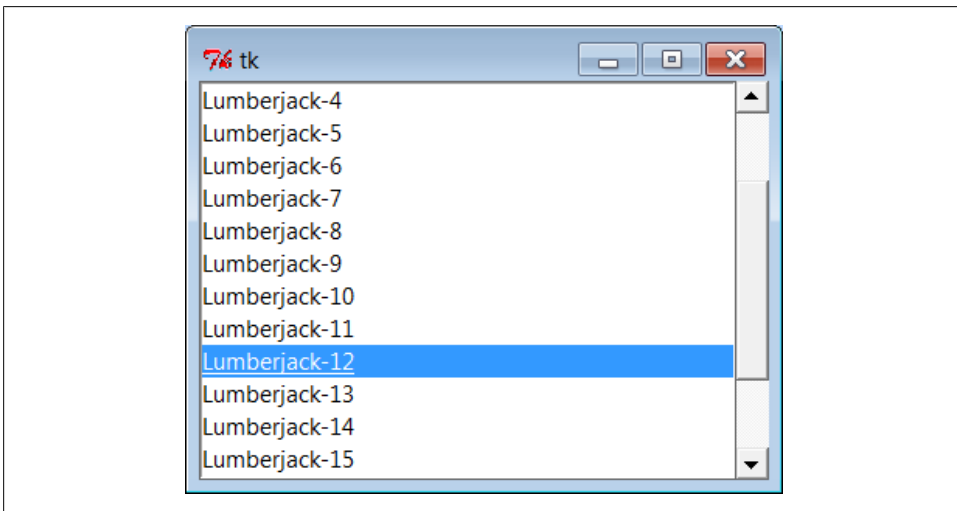 tk
Lumberjack-4
Lumberjack-5
Lumberjack-6
Lumberjack-7
Lumberjack-8
Lumberjack-9
Lumberjack-10
Lumberjack-11
Lumberjack-12
Lumberjack-13
Lumberjack-14
Lumberjack-15